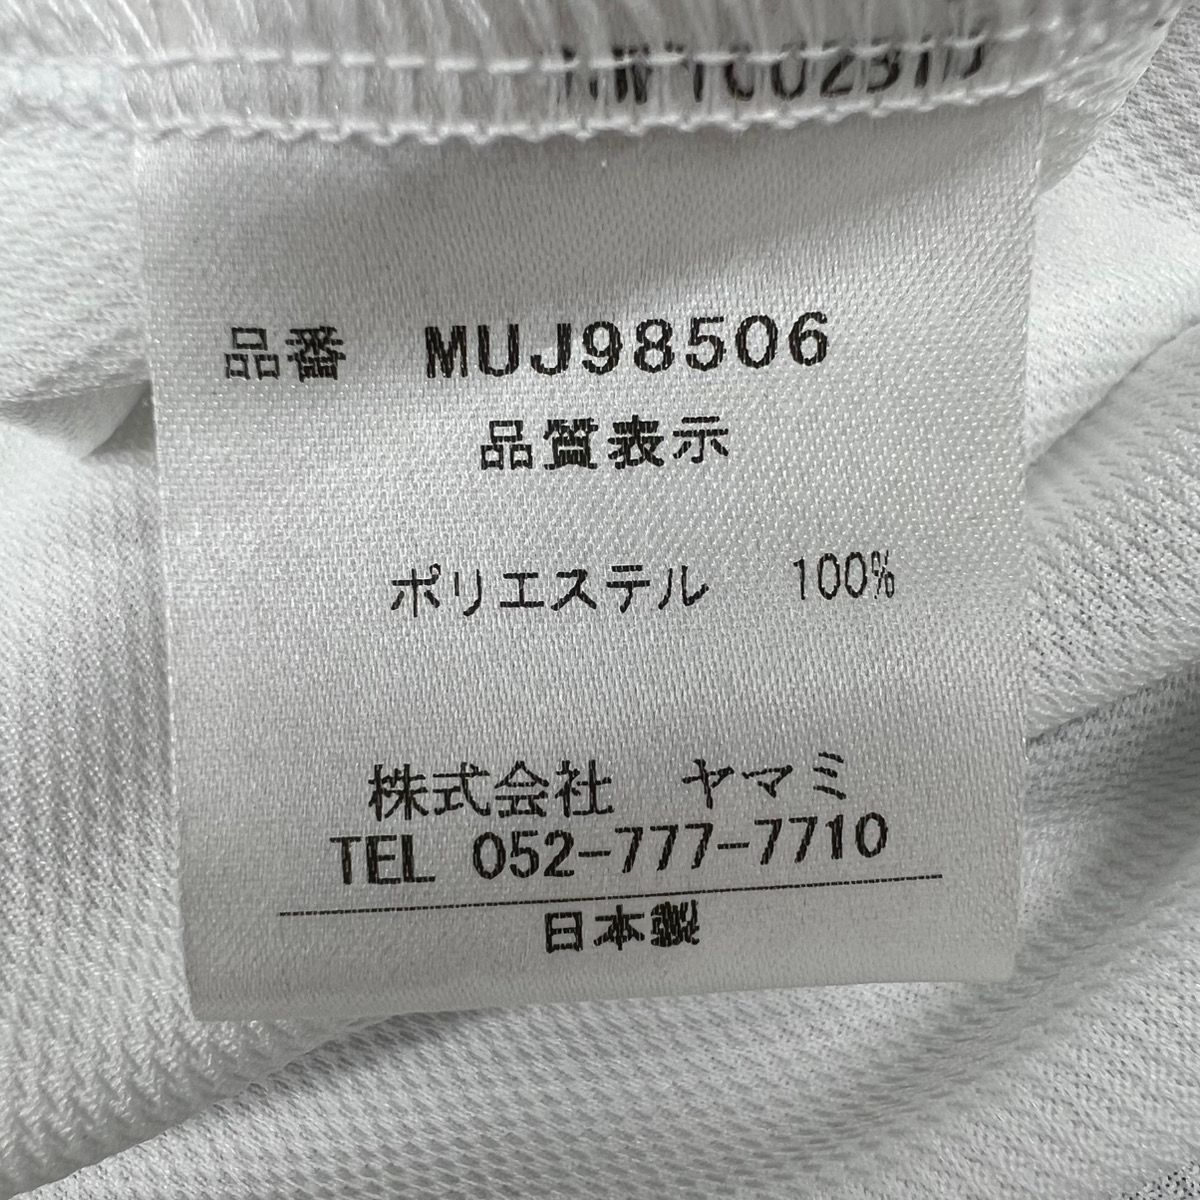 品番 MUJ98506
品質表示
ポリエステル 100%
株式会社 ヤマミ
TEL 052-777-7710
日本製